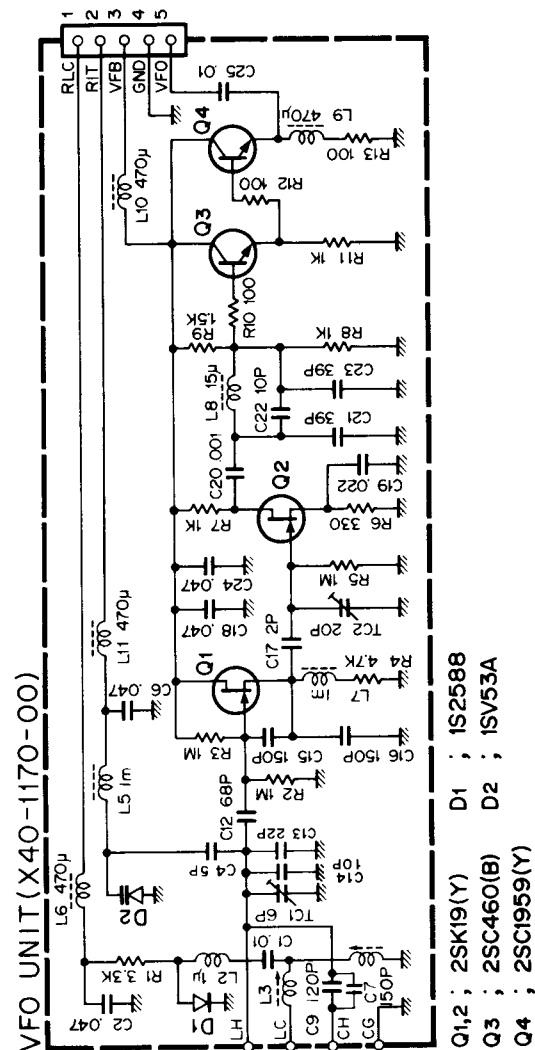 VFO UNIT(X40-1170-00)
1
2
3
4
5
RLC
RIT
VFB
GND
VFO
C25 .01
L10 470μ
Q4
L9
470μ
R12 100
R13
100
Q3
R11 1K
R10 100
R9
1.5K
R8 1K
L8 15μ
C22 10P
C23 39P
C21
39P
C20 .001
Q2
C19
.022
R7 1K
R6 330
R5 1M
TC2 20P
C24 .047
C18 .047
C17 2P
L11 470μ
Q1
1m
L7
R4 4.7K
C6 .047
R3 1M
C15 150P
C16 150P
R2 1M
L5 1m
C12 68P
L6 470μ
D2
C4 5P
C13 22P
C14
10P
TC1 6P
R1 3.3K
L2 1μ
C1 .01
C2 .047
D1
L3
LH
LC
C9
120P
CH
C7
150P
CG
Q1,2 ; 2SK19(Y)
Q3 ; 2SC460(B)
Q4 ; 2SC1959(Y)
D1 ; 1S2588
D2 ; 1SV53A